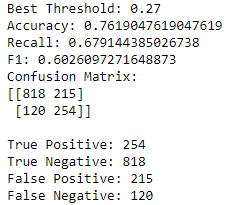 Best Threshold: 0.27
Accuracy: 0.7619047619047619
Recall: 0.679144385026738
F1: 0.6026097271648873
Confusion Matrix:
[[818 215]
 [120 254]]

True Positive: 254
True Negative: 818
False Positive: 215
False Negative: 120